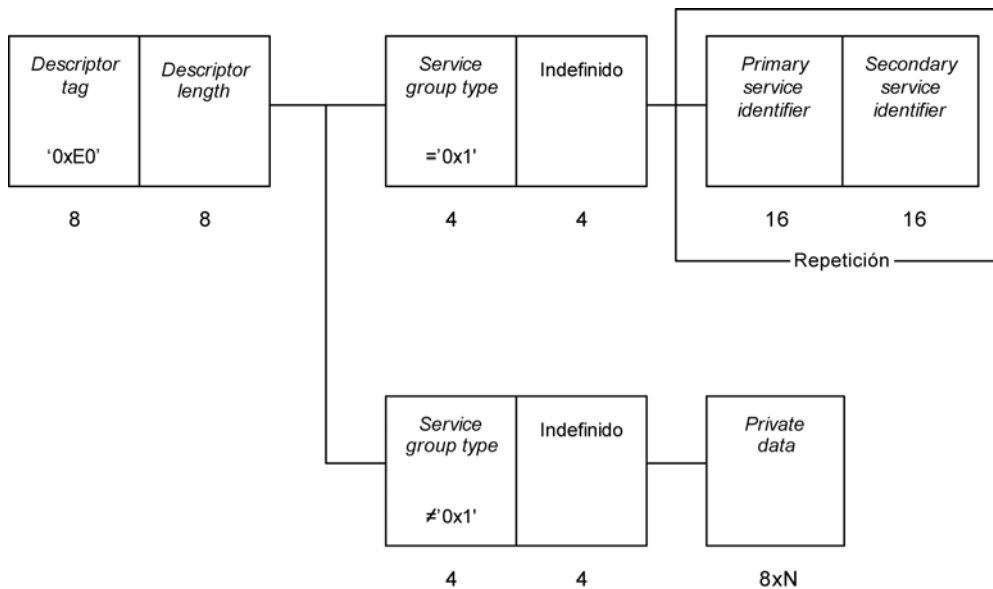 Descriptor
tag
'0xE0'
Descriptor
length
Service
group type
='0x1'
Indefinido
Primary
service
identifier
Secondary
service
identifier
8
8
4
4
16
16
Repetición
Service
group type
≠'0x1'
Indefinido
Private
data
4
4
8xN